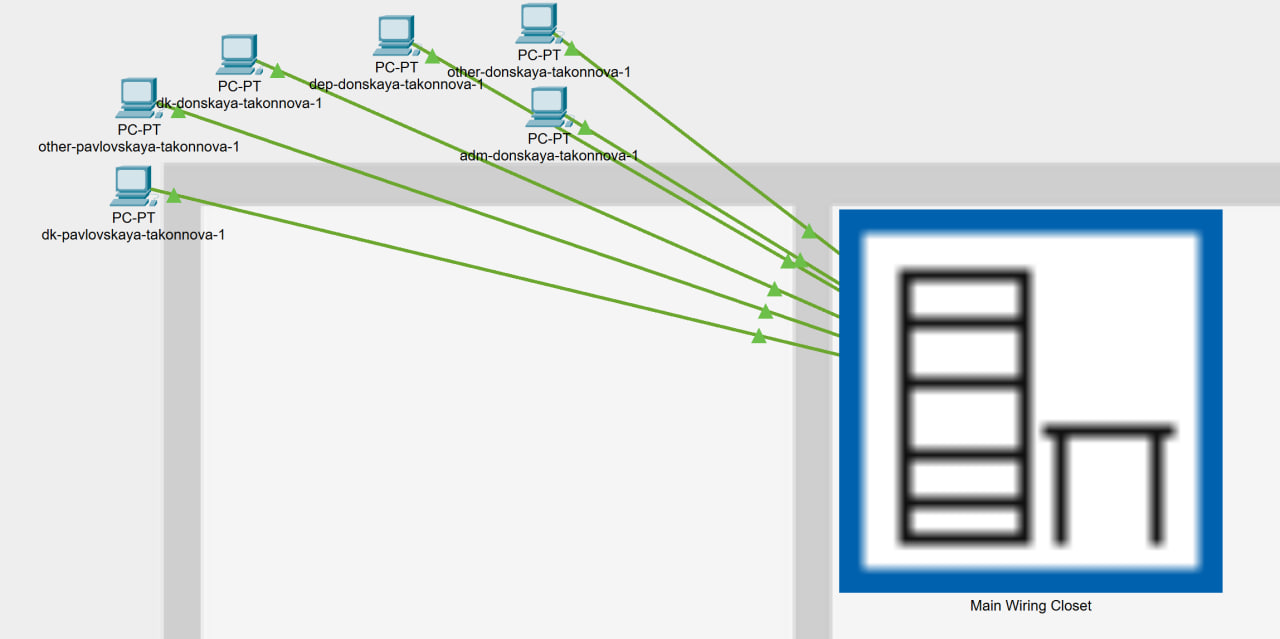 PC-PT
other-donskaya-takonnova-1
PC-PT
dep-donskaya-takonnova-1
PC-PT
dk-donskaya-takonnova-1
PC-PT
other-pavlovskaya-takonnova-1
PC-PT
adm-donskaya-takonnova-1
PC-PT
dk-pavlovskaya-takonnova-1
Main Wiring Closet